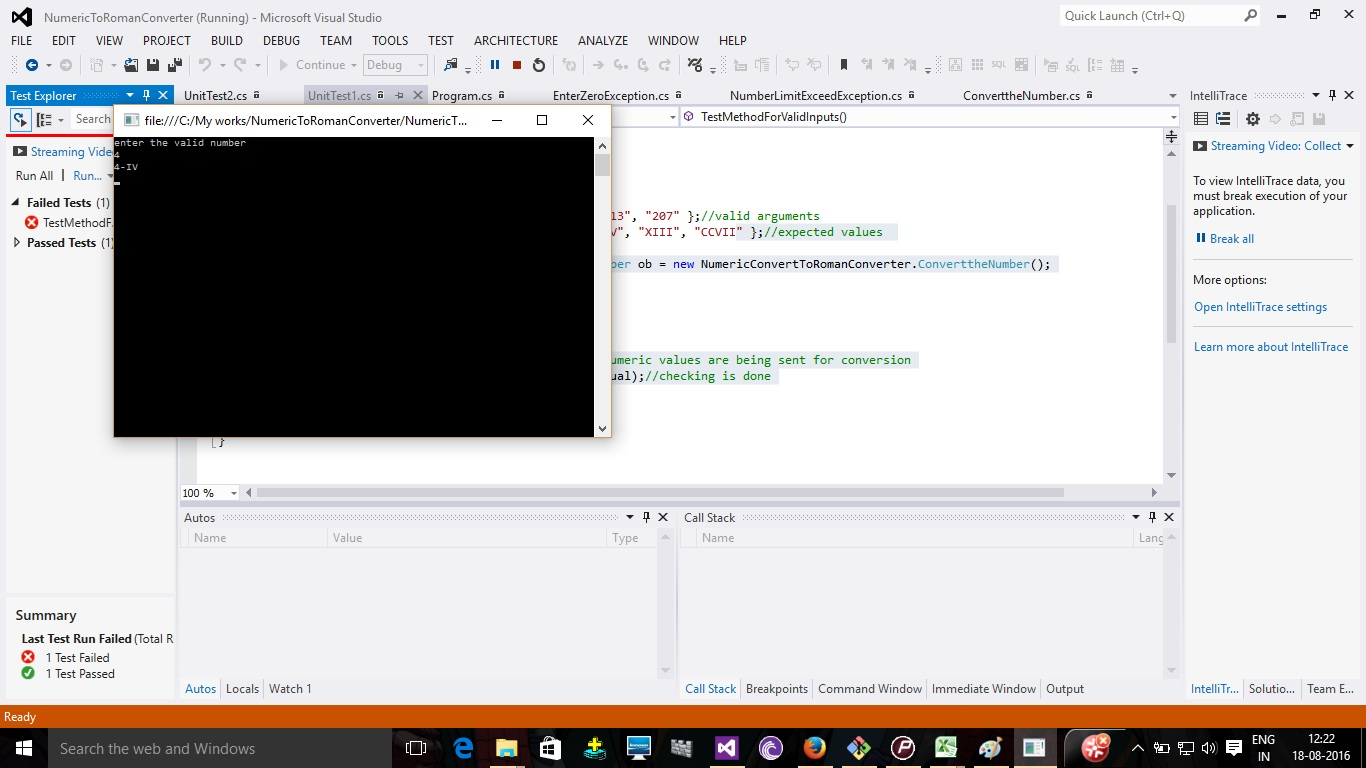 NumericToRomanConverter (Running) - Microsoft Visual Studio
Quick Launch (Ctrl+Q)
FILE EDIT VIEW PROJECT BUILD DEBUG TEAM TOOLS TEST ARCHITECTURE ANALYZE WINDOW HELP
Continue Debug
Test Explorer
UnitTest2.cs UnitTest1.cs Program.cs EnterZeroException.cs NumberLimitExceedException.cs ConverttheNumber.cs
IntelliTrace
Search
file:///C:/My works/NumericToRomanConverter/NumericT...
TestMethodForValidInputs()
enter the valid number
4
4-IV
Streaming Vide
Run All | Run...
Failed Tests (1)
TestMethodF
Passed Tests (1)
13", "207" };//valid arguments
V", "XIII", "CCVII" };//expected values
ber ob = new NumericConvertToRomanConverter.ConverttheNumber();
umeric values are being sent for conversion
ual);//checking is done
}
100 %
Streaming Video: Collect
To view IntelliTrace data, you
must break execution of your
application.
Break all
More options:
Open IntelliTrace settings
Learn more about IntelliTrace
Autos
Name Value Type
Call Stack
Name Lang
Summary
Last Test Run Failed (Total R
1 Test Failed
1 Test Passed
Autos Locals Watch 1
Call Stack Breakpoints Command Window Immediate Window Output
IntelliTr... Solutio... Team E...
Ready
Search the web and Windows
ENG
IN
12:22
18-08-2016